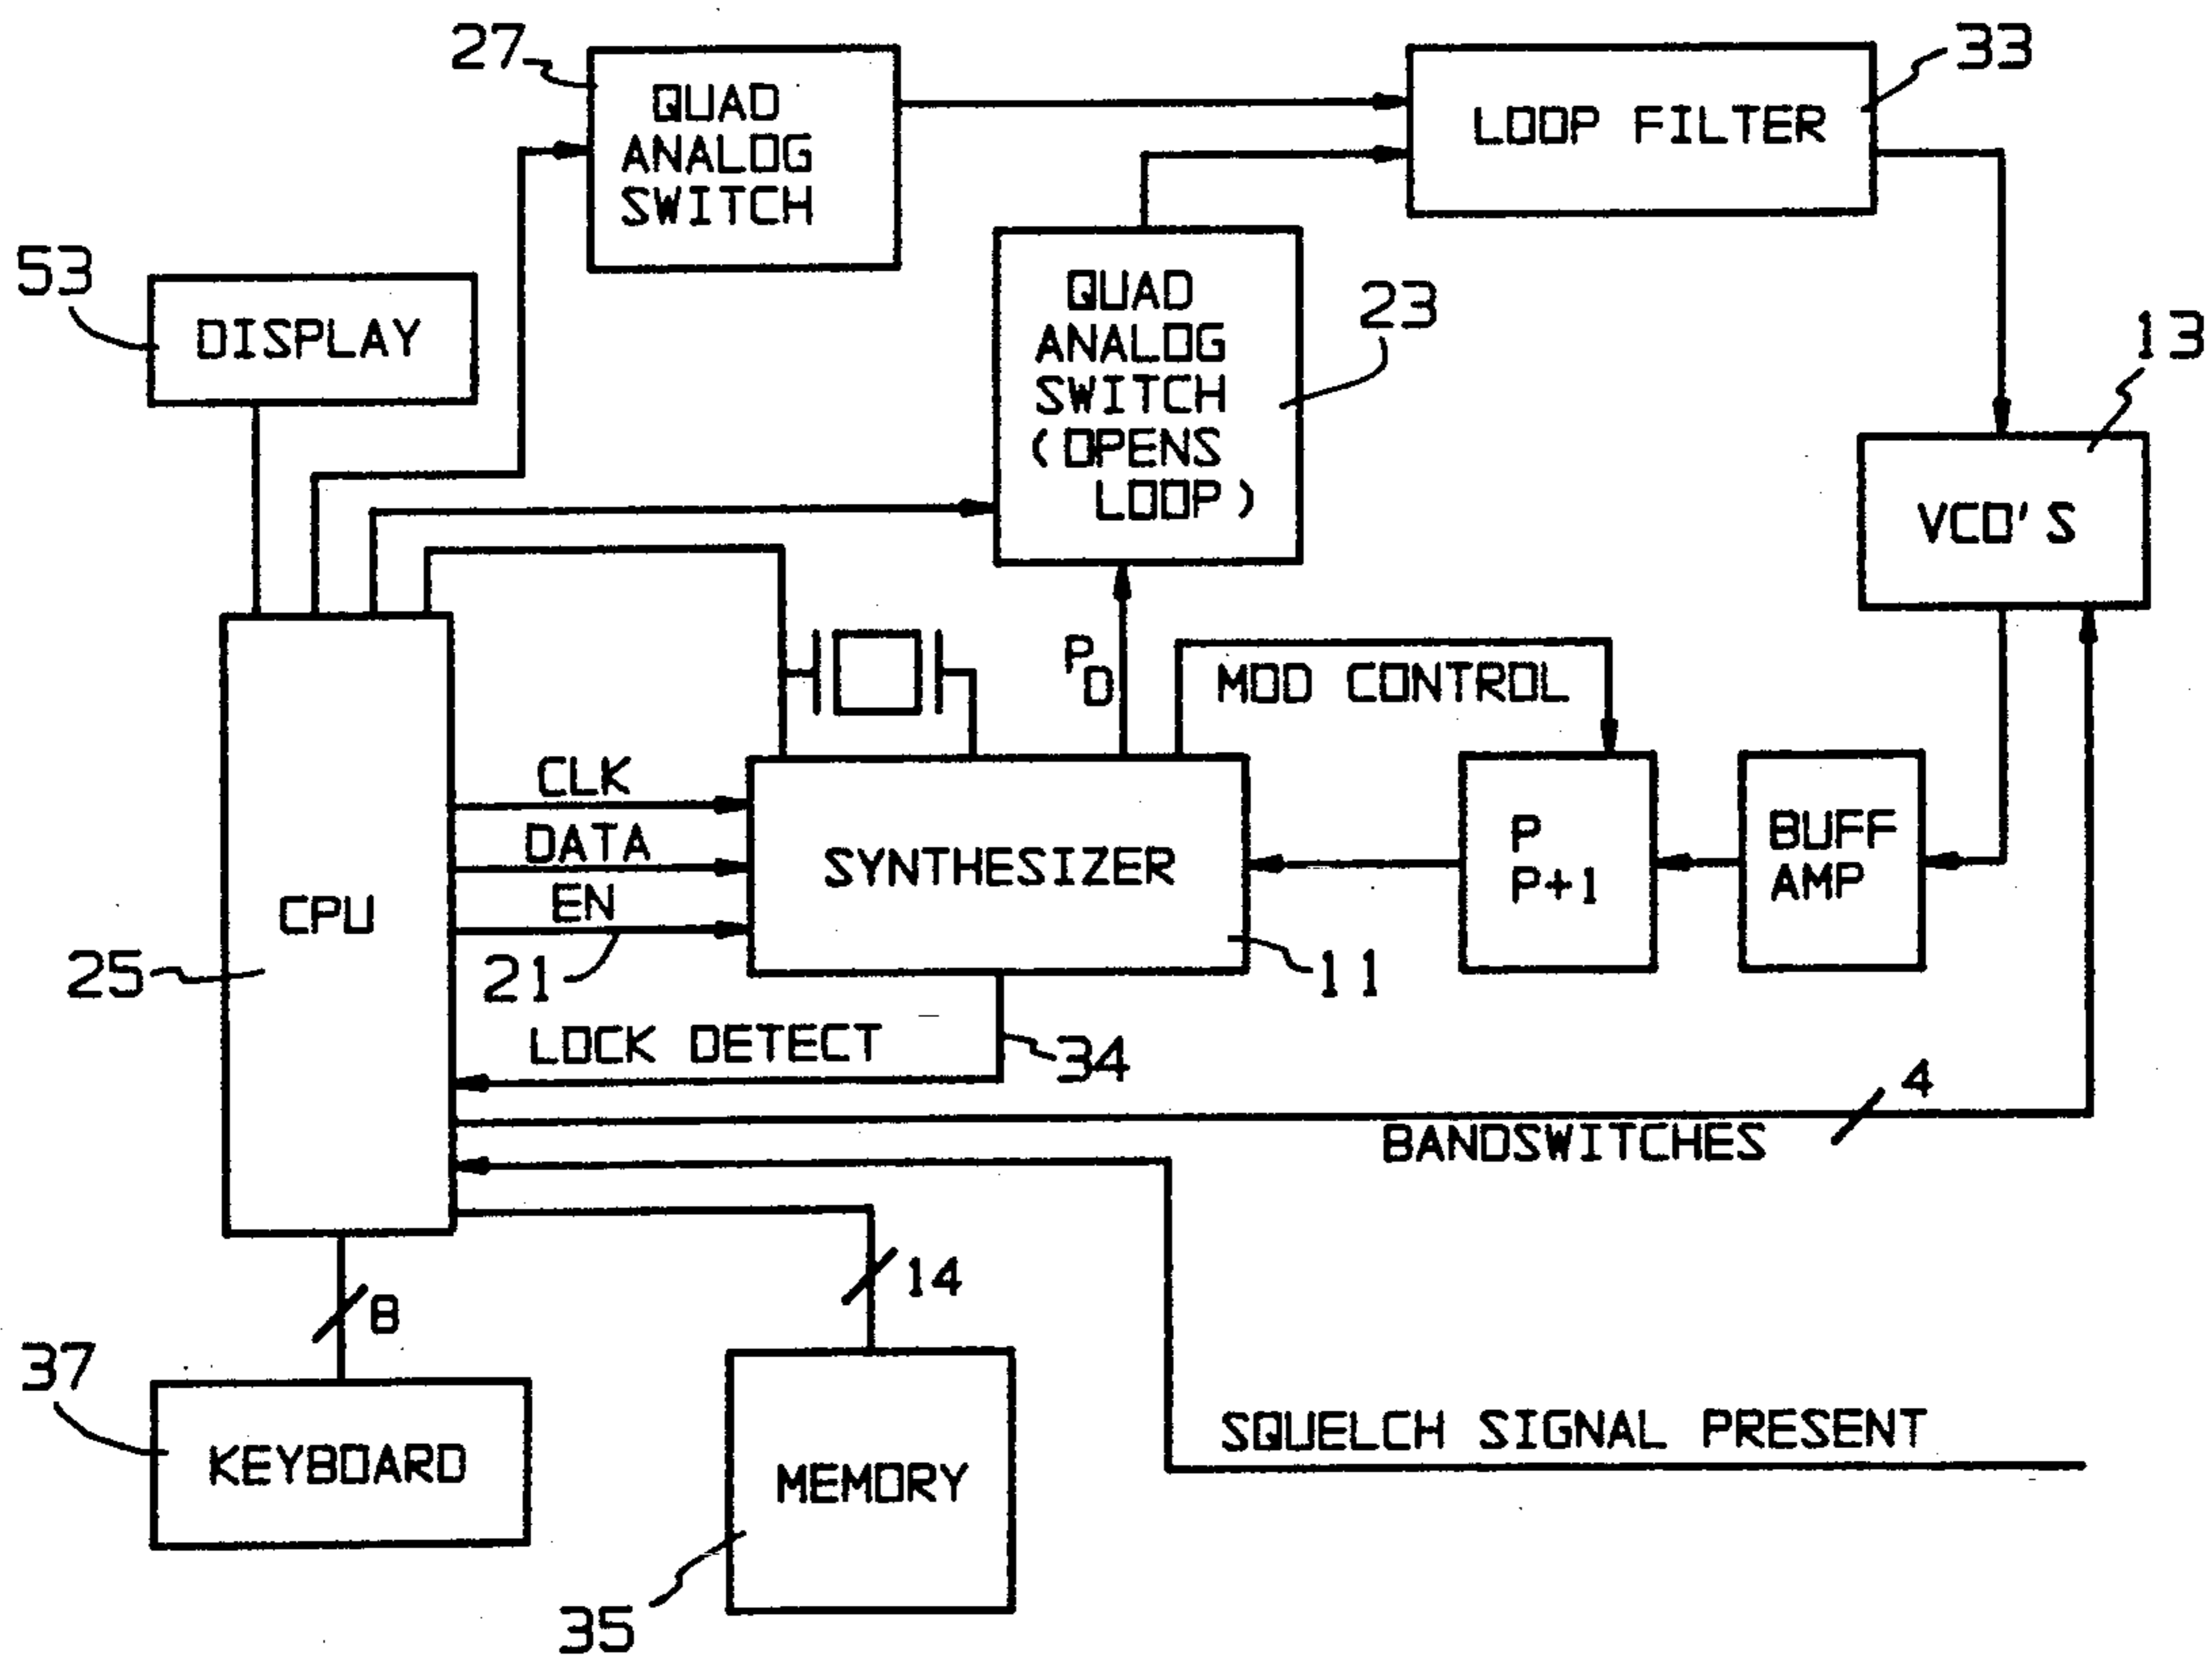 27
QUAD
ANALOG
SWITCH
LOOP FILTER
33
53
DISPLAY
QUAD
ANALOG
SWITCH
(OPENS
LOOP)
23
13
VCO'S
PD
MOD CONTROL
CLK
DATA
EN
21
CPU
25
SYNTHESIZER
11
P
P+1
BUFF
AMP
LOCK DETECT
34
4
BANDSWITCHES
8
14
37
KEYBOARD
MEMORY
35
SQUELCH SIGNAL PRESENT